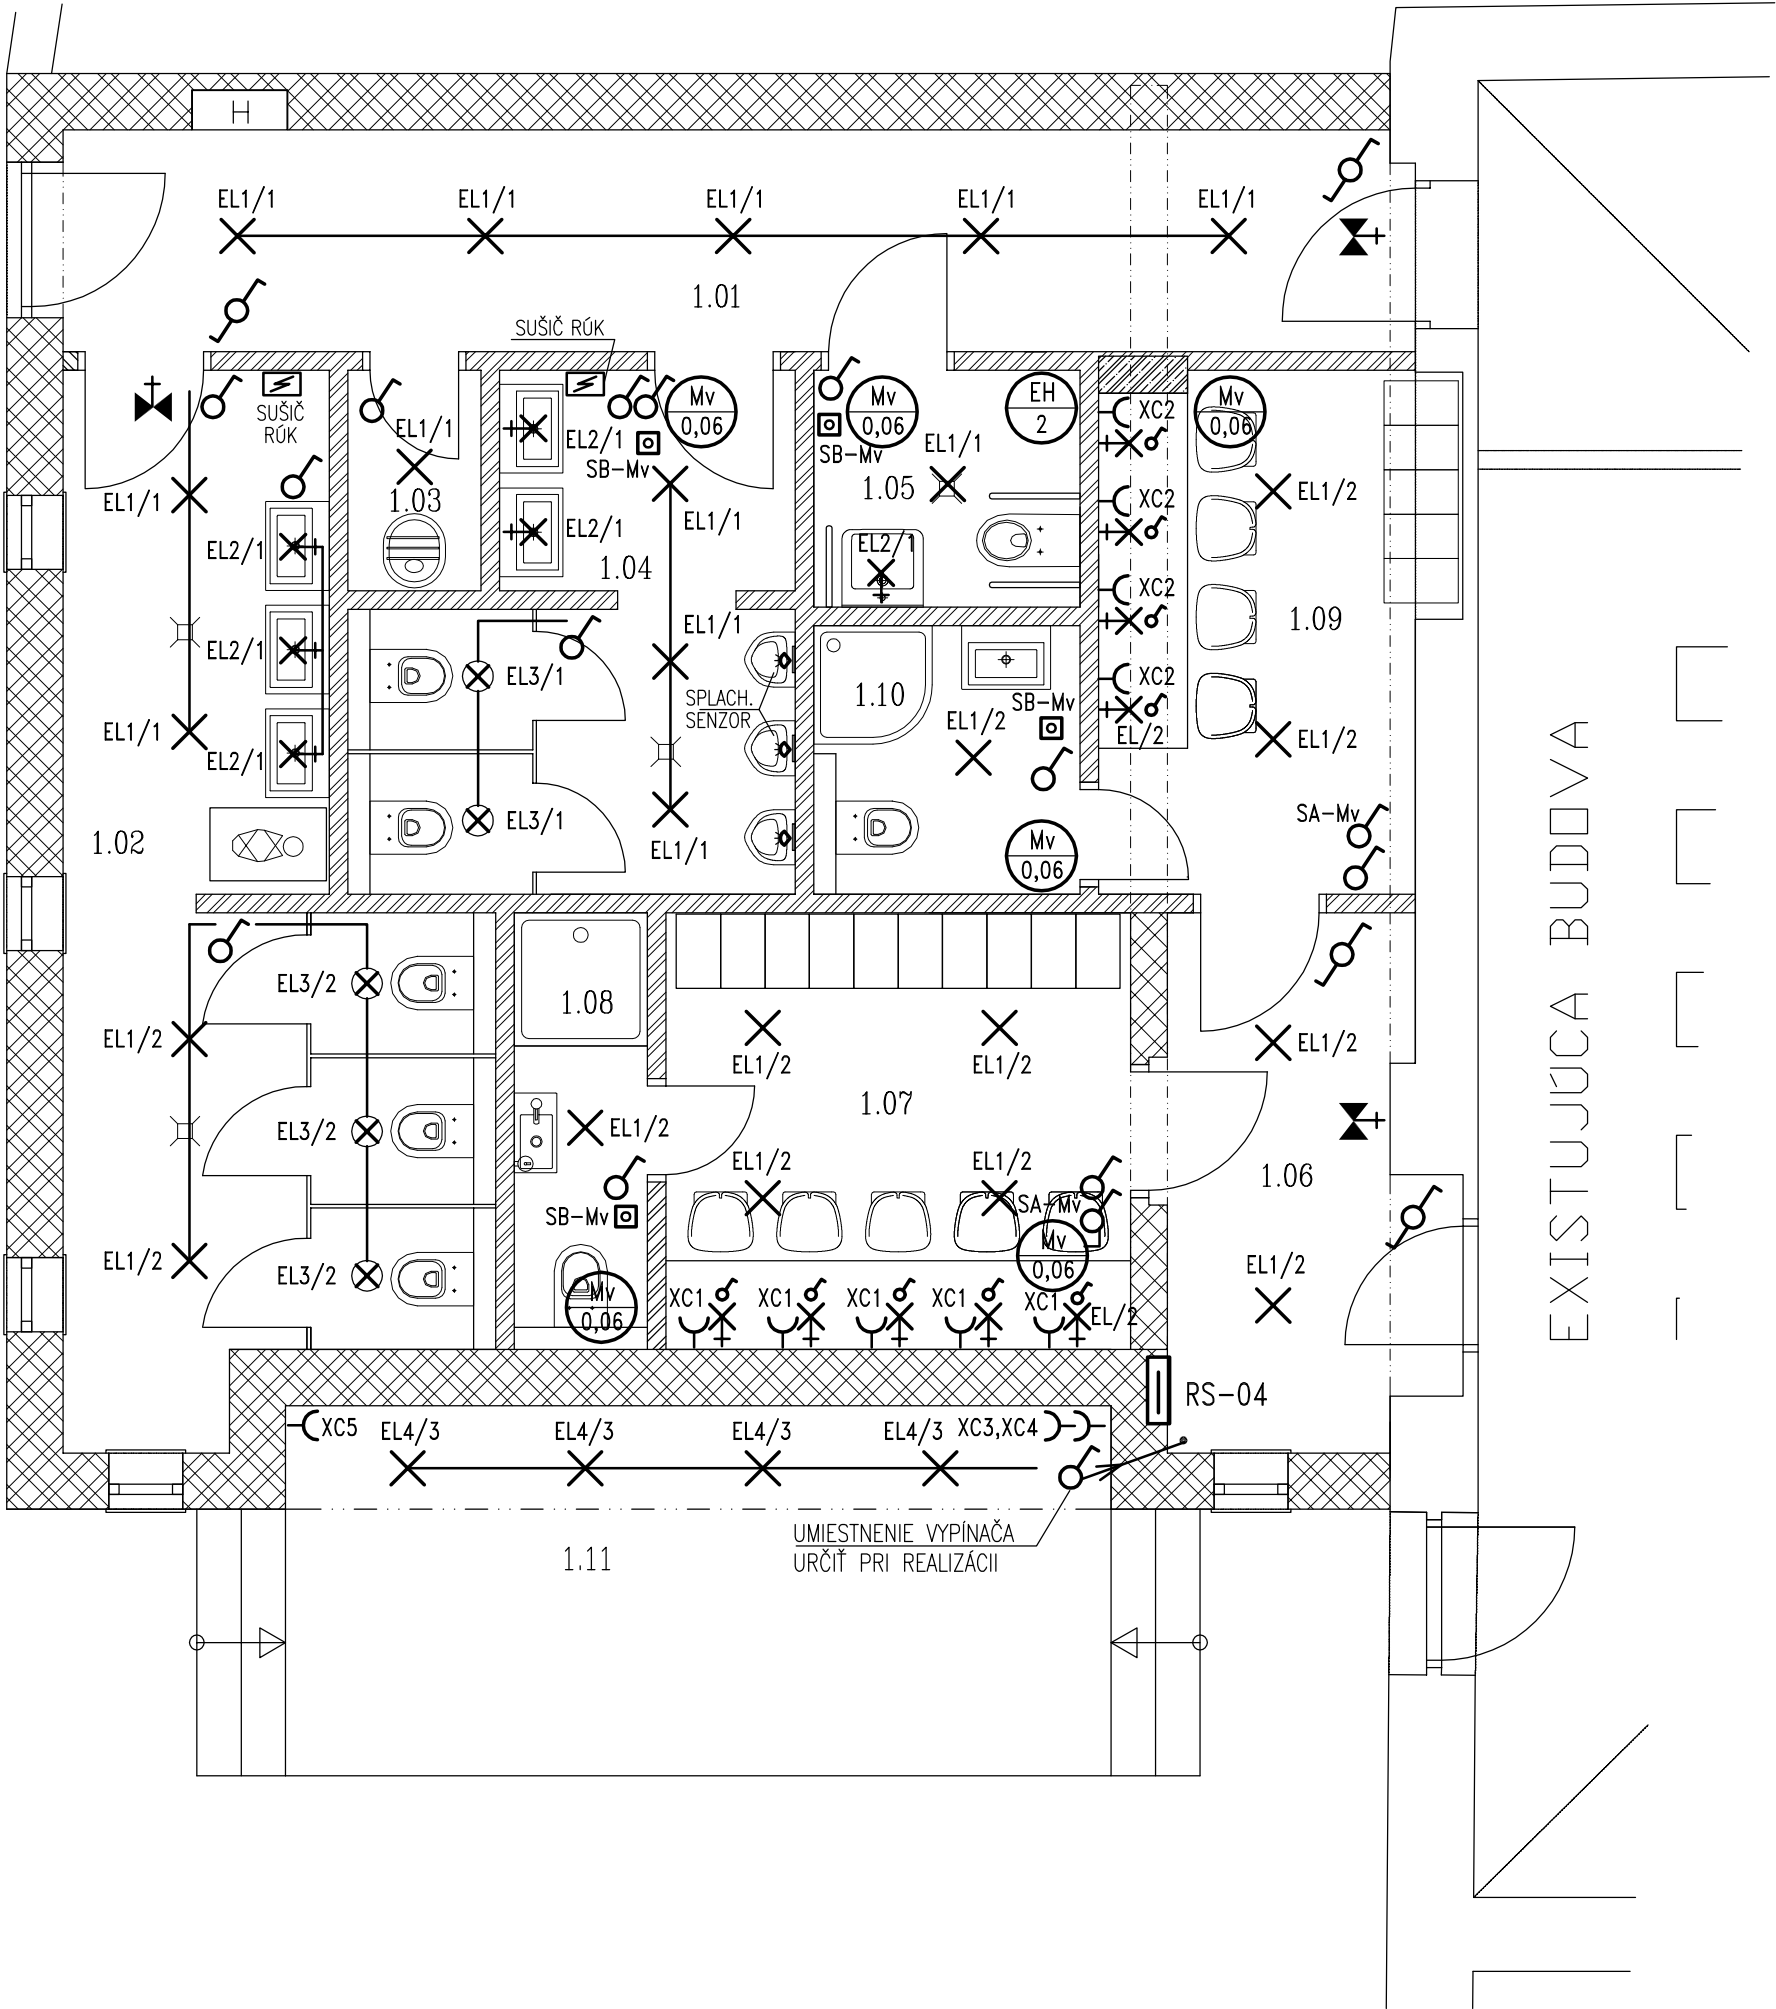 H
EL1/1 EL1/1 EL1/1 EL1/1 EL1/1
1.01
SUŠIČ RÚK
SUŠIČ
RÚK
EL1/1
EL2/1
SB-Mv
Mv
0,06
SB-Mv
Mv
0,06
EL1/1
EH
2
XC2
Mv
0,06
EL1/1
EL2/1
1.03
EL2/1
1.04
EL1/1
1.05
EL2/1
XC2
EL1/2
XC2
1.09
EL2/1
EL1/1
EL3/1
SPLACH.
SENZOR
1.10
EL1/2
SB-Mv
XC2
EL/2
EL1/2
EL1/1
EL2/1
EL3/1
EL1/1
1.02
Mv
0,06
SA-Mv
EXISTUJÚCA BUDOVA
EL3/2
1.08
EL1/2
EL1/2
EL1/2
EL1/2
1.07
EL3/2
EL1/2
EL1/2
EL1/2
1.06
SB-Mv
SA-Mv
Mv
0,06
EL1/2
EL3/2
Mv
0,06
EL1/2
XC1 XC1 XC1 XC1 XC1
EL/2
RS-04
XC5 EL4/3 EL4/3 EL4/3 EL4/3 XC3,XC4
UMIESTNENIE VYPÍNAČA
URČIŤ PRI REALIZÁCII
1.11